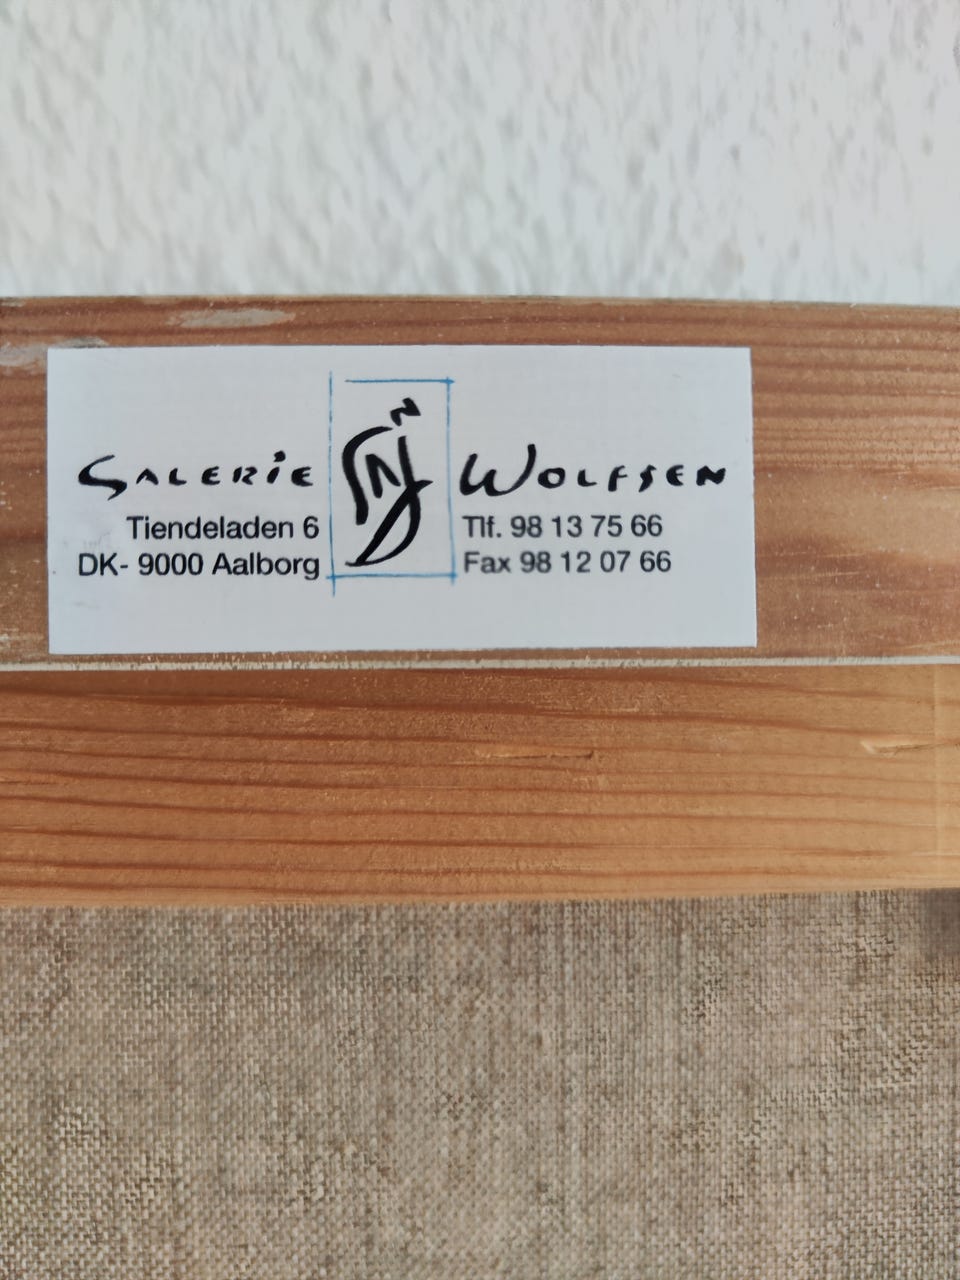 GALERIE WOLFSEN
Tiendeladen 6 Tlf. 98 13 75 66
DK- 9000 Aalborg Fax 98 12 07 66